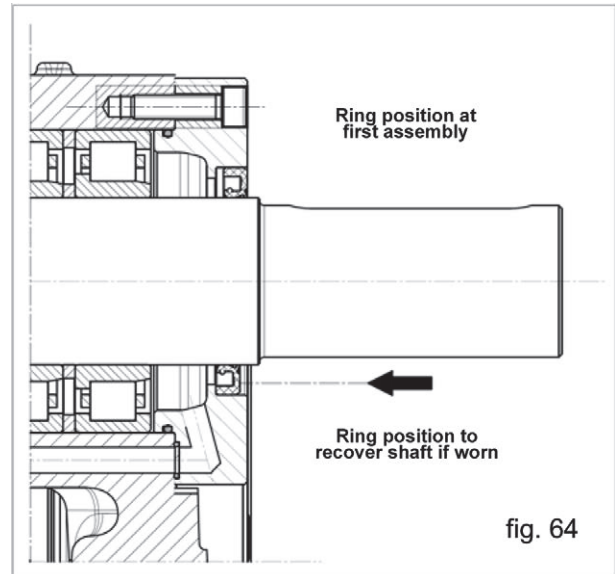 Ring position at
first assembly
Ring position to
recover shaft if worn
fig. 64